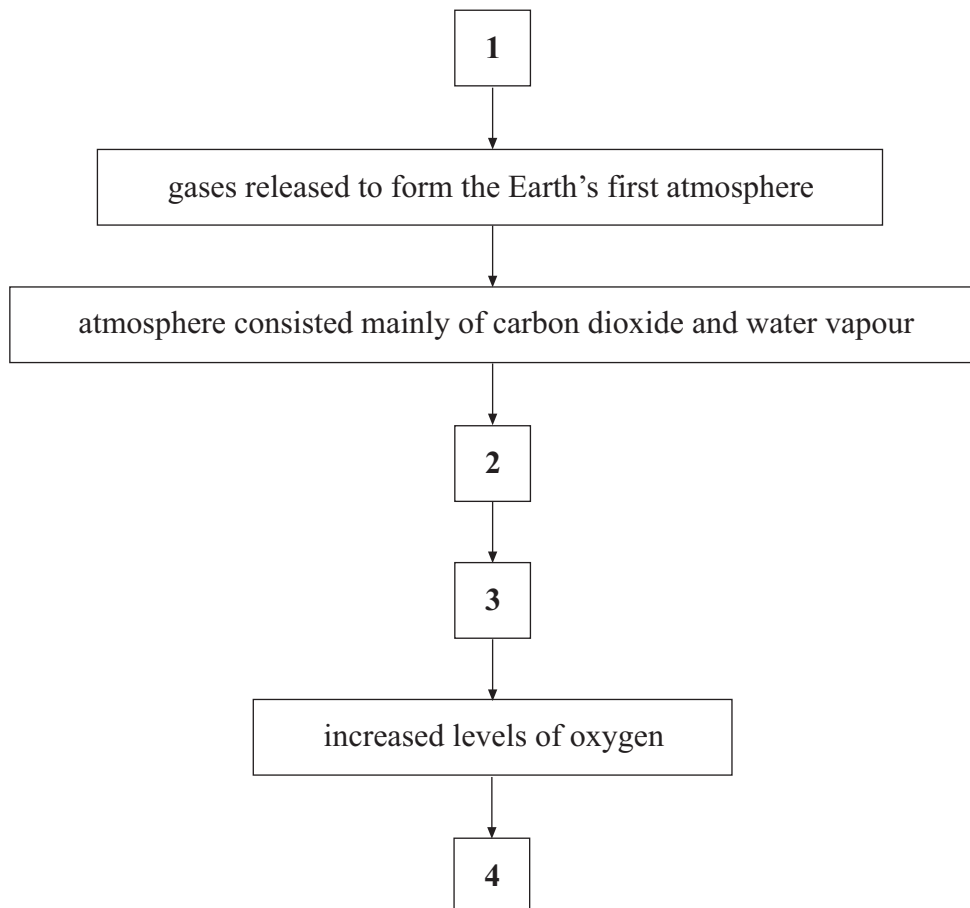 1
gases released to form the Earth’s first atmosphere
atmosphere consisted mainly of carbon dioxide and water vapour
2
3
increased levels of oxygen
4